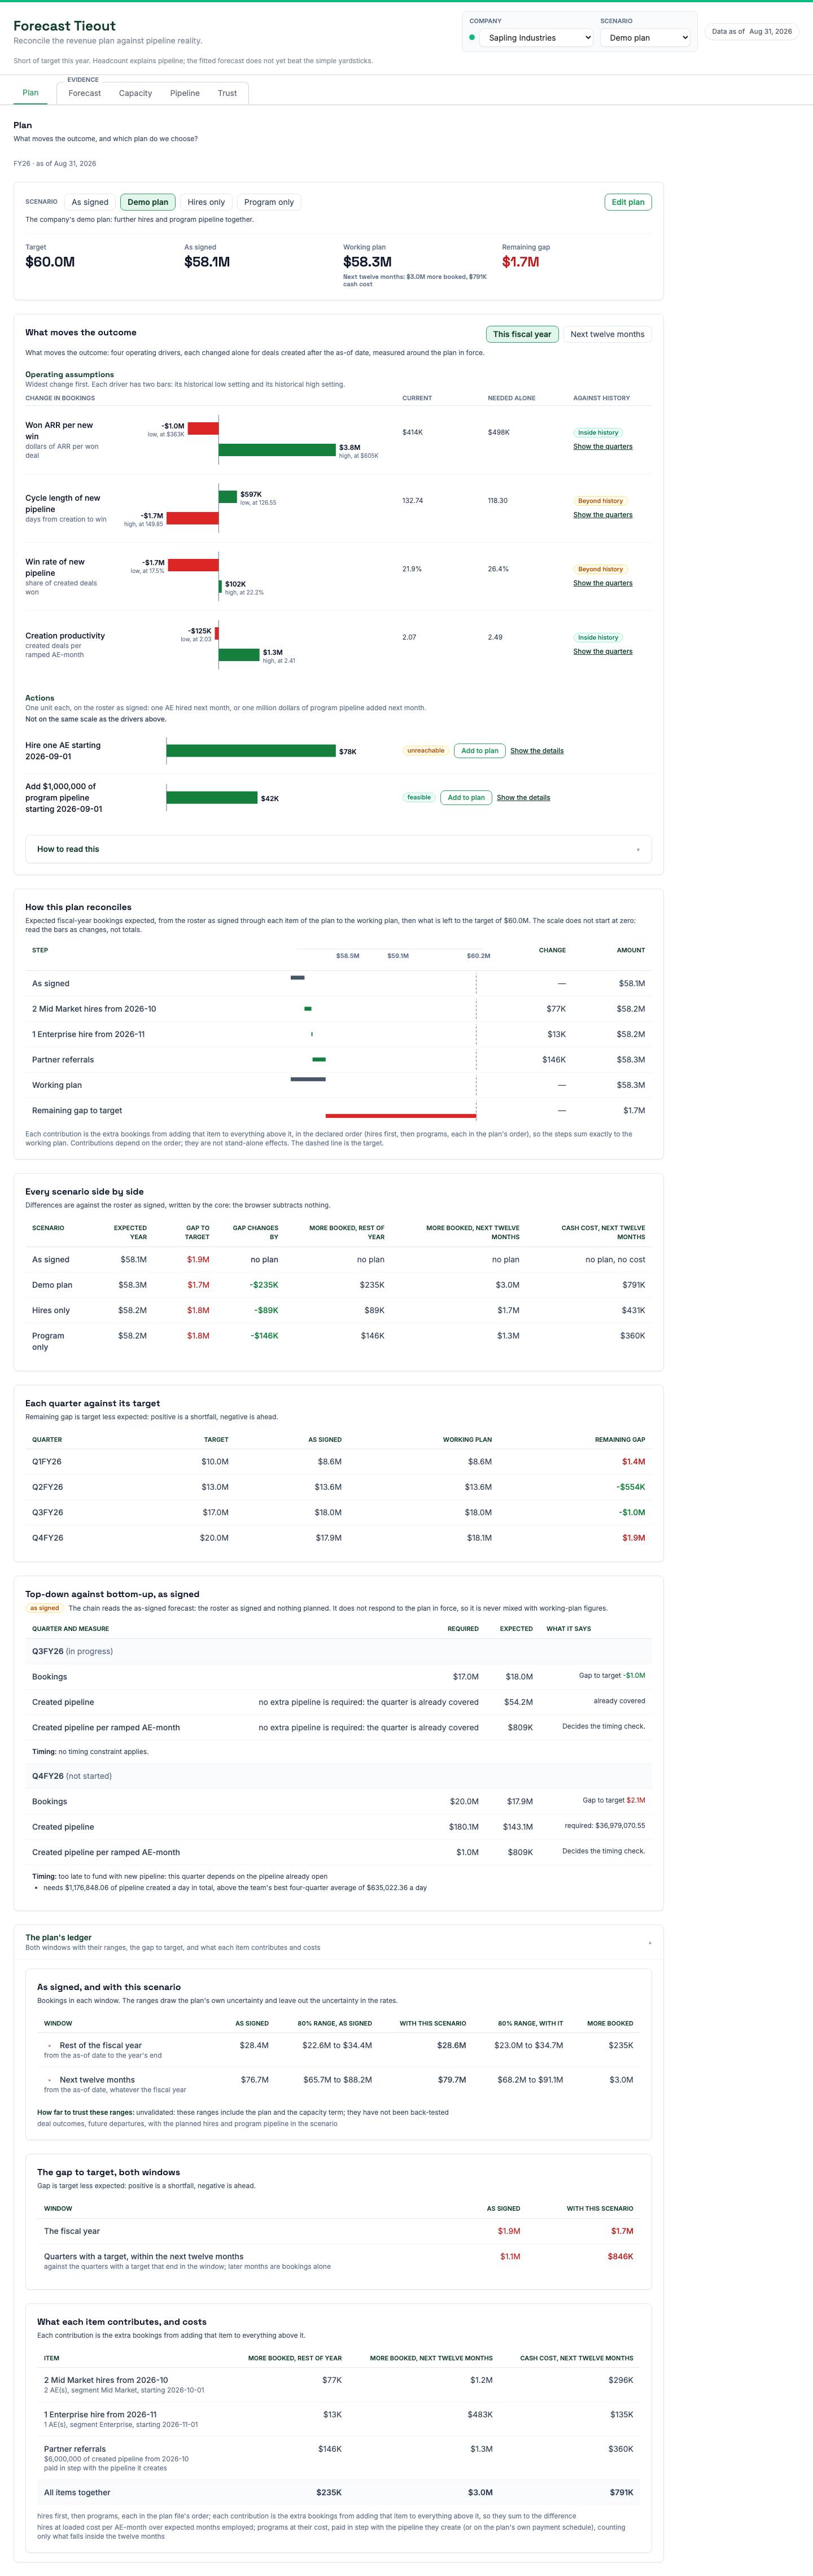 Forecast Tieout
Reconcile the revenue plan against pipeline reality.
Short of target this year. Headcount explains pipeline; the fitted forecast does not yet beat the simple yardsticks.
COMPANY
Sapling Industries
SCENARIO
Demo plan
Data as of Aug 31, 2026
Plan
EVIDENCE
Forecast Capacity Pipeline Trust
Plan
What moves the outcome, and which plan do we choose?
FY26 · as of Aug 31, 2026
SCENARIO As signed Demo plan Hires only Program only Edit plan
The company's demo plan: further hires and program pipeline together.
Target As signed Working plan Remaining gap
$60.0M $58.1M $58.3M $1.7M
Next twelve months: $3.0M more booked, $791K
cash cost
What moves the outcome This fiscal year Next twelve months
What moves the outcome: four operating drivers, each changed alone for deals created after the as-of date, measured around the plan in force.
Operating assumptions
Widest change first. Each driver has two bars: its historical low setting and its historical high setting.
CHANGE IN BOOKINGS CURRENT NEEDED ALONE AGAINST HISTORY
Won ARR per new
win
dollars of ARR per won
deal
-$1.0M
low, at $363K
$3.8M
high, at $605K
$414K $498K Inside history
Show the quarters
Cycle length of new
pipeline
days from creation to win
$597K
low, at 126.55
-$1.7M
high, at 149.85
132.74 118.30 Beyond history
Show the quarters
Win rate of new
pipeline
share of created deals
won
-$1.7M
low, at 17.5%
$102K
high, at 22.2%
21.9% 26.4% Beyond history
Show the quarters
Creation productivity
created deals per
ramped AE-month
-$125K
low, at 2.03
$1.3M
high, at 2.41
2.07 2.49 Inside history
Show the quarters
Actions
One unit each, on the roster as signed: one AE hired next month, or one million dollars of program pipeline added next month.
Not on the same scale as the drivers above.
Hire one AE starting
2026-09-01
$78K unreachable Add to plan Show the details
Add $1,000,000 of
program pipeline
starting 2026-09-01
$42K feasible Add to plan Show the details
How to read this
How this plan reconciles
Expected fiscal-year bookings expected, from the roster as signed through each item of the plan to the working plan, then what is left to the target of $60.0M. The scale does not start at zero:
read the bars as changes, not totals.
STEP $58.5M $59.1M $60.2M CHANGE AMOUNT
As signed — $58.1M
2 Mid Market hires from 2026-10 $77K $58.2M
1 Enterprise hire from 2026-11 $13K $58.2M
Partner referrals $146K $58.3M
Working plan — $58.3M
Remaining gap to target — $1.7M
Each contribution is the extra bookings from adding that item to everything above it, in the declared order (hires first, then programs, each in the plan's order), so the steps sum exactly to the
working plan. Contributions depend on the order; they are not stand-alone effects. The dashed line is the target.
Every scenario side by side
Differences are against the roster as signed, written by the core: the browser subtracts nothing.
SCENARIO EXPECTED YEAR GAP TO TARGET GAP CHANGES BY MORE BOOKED, REST OF YEAR MORE BOOKED, NEXT TWELVE MONTHS CASH COST, NEXT TWELVE MONTHS
As signed $58.1M $1.9M no plan no plan no plan no plan, no cost
Demo plan $58.3M $1.7M -$235K $235K $3.0M $791K
Hires only $58.2M $1.8M -$89K $89K $1.7M $431K
Program
only $58.2M $1.8M -$146K $146K $1.3M $360K
Each quarter against its target
Remaining gap is target less expected: positive is a shortfall, negative is ahead.
QUARTER TARGET AS SIGNED WORKING PLAN REMAINING GAP
Q1FY26 $10.0M $8.6M $8.6M $1.4M
Q2FY26 $13.0M $13.6M $13.6M -$554K
Q3FY26 $17.0M $18.0M $18.0M -$1.0M
Q4FY26 $20.0M $17.9M $18.1M $1.9M
Top-down against bottom-up, as signed
as signed The chain reads the as-signed forecast: the roster as signed and nothing planned. It does not respond to the plan in force, so it is never mixed with working-plan figures.
QUARTER AND MEASURE REQUIRED EXPECTED WHAT IT SAYS
Q3FY26 (in progress)
Bookings $17.0M $18.0M Gap to target -$1.0M
Created pipeline no extra pipeline is required: the quarter is already covered $54.2M already covered
Created pipeline per ramped AE-month no extra pipeline is required: the quarter is already covered $809K Decides the timing check.
Timing: no timing constraint applies.
Q4FY26 (not started)
Bookings $20.0M $17.9M Gap to target $2.1M
Created pipeline $180.1M $143.1M required: $36,979,070.55
Created pipeline per ramped AE-month $1.0M $809K Decides the timing check.
Timing: too late to fund with new pipeline: this quarter depends on the pipeline already open
• needs $1,176,848.06 of pipeline created a day in total, above the team's best four-quarter average of $635,022.36 a day
The plan's ledger
Both windows with their ranges, the gap to target, and what each item contributes and costs
As signed, and with this scenario
Bookings in each window. The ranges draw the plan's own uncertainty and leave out the uncertainty in the rates.
WINDOW AS SIGNED 80% RANGE, AS SIGNED WITH THIS SCENARIO 80% RANGE, WITH IT MORE BOOKED
Rest of the fiscal year $28.4M $22.6M to $34.4M $28.6M $23.0M to $34.7M $235K
from the as-of date to the year's end
Next twelve months $76.7M $65.7M to $88.2M $79.7M $68.2M to $91.1M $3.0M
from the as-of date, whatever the fiscal year
How far to trust these ranges: unvalidated: these ranges include the plan and the capacity term; they have not been back-tested
deal outcomes, future departures, with the planned hires and program pipeline in the scenario
The gap to target, both windows
Gap is target less expected: positive is a shortfall, negative is ahead.
WINDOW AS SIGNED WITH THIS SCENARIO
The fiscal year $1.9M $1.7M
Quarters with a target, within the next twelve months $1.1M $846K
against the quarters with a target that end in the window; later months are bookings alone
What each item contributes, and costs
Each contribution is the extra bookings from adding that item to everything above it.
ITEM MORE BOOKED, REST OF YEAR MORE BOOKED, NEXT TWELVE MONTHS CASH COST, NEXT TWELVE MONTHS
2 Mid Market hires from 2026-10 $77K $1.2M $296K
2 AE(s), segment Mid Market, starting 2026-10-01
1 Enterprise hire from 2026-11 $13K $483K $135K
1 AE(s), segment Enterprise, starting 2026-11-01
Partner referrals $146K $1.3M $360K
$6,000,000 of created pipeline from 2026-10
paid in step with the pipeline it creates
All items together $235K $3.0M $791K
hires first, then programs, each in the plan file's order; each contribution is the extra bookings from adding that item to everything above it, so they sum to the difference
hires at loaded cost per AE-month over expected months employed; programs at their cost, paid in step with the pipeline they create (or on the plan's own payment schedule), counting
only what falls inside the twelve months